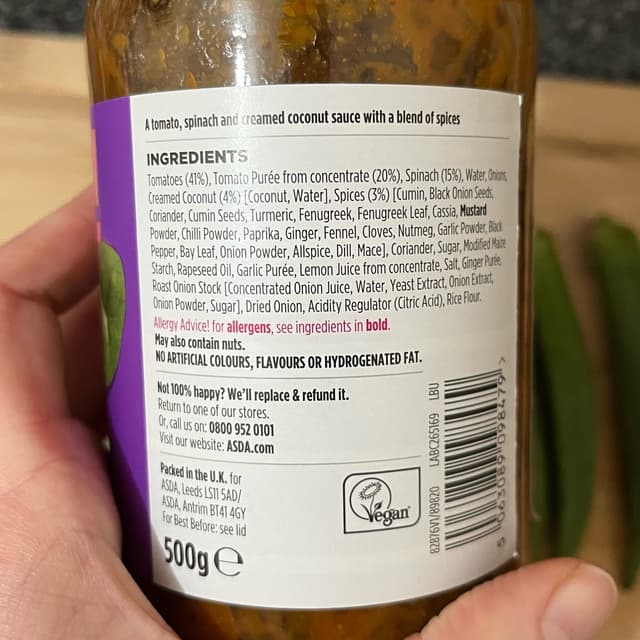 A tomato, spinach and creamed coconut sauce with a blend of spices
INGREDIENTS
Tomatoes (41%), Tomato Purée from concentrate (20%), Spinach (15%), Water, Onions,
Creamed Coconut (4%) [Coconut, Water], Spices (3%) [Cumin, Black Onion Seeds,
Coriander, Cumin Seeds, Turmeric, Fenugreek, Fenugreek Leaf, Cassia, Mustard
Powder, Chilli Powder, Paprika, Ginger, Fennel, Cloves, Nutmeg, Garlic Powder, Black
Pepper, Bay Leaf, Onion Powder, Allspice, Dill, Mace], Coriander, Sugar, Modified Maize
Starch, Rapeseed Oil, Garlic Purée, Lemon Juice from concentrate, Salt, Ginger Purée,
Roast Onion Stock [Concentrated Onion Juice, Water, Yeast Extract, Onion Extract,
Onion Powder, Sugar], Dried Onion, Acidity Regulator (Citric Acid), Rice Flour.
Allergy Advice! for allergens, see ingredients in bold.
May also contain nuts.
NO ARTIFICIAL COLOURS, FLAVOURS OR HYDROGENATED FAT.
Not 100% happy? We'll replace & refund it.
Return to one of our stores.
Or, call us on: 0800 952 0101
Visit our website: ASDA.com
Packed in the U.K. for
ASDA, Leeds LS11 5AD/
ASDA, Antrim BT41 4GY
For Best Before: see lid
500g e
Vegan
82876V1/89820 LABC265169 LBU
5 063089 098479 >